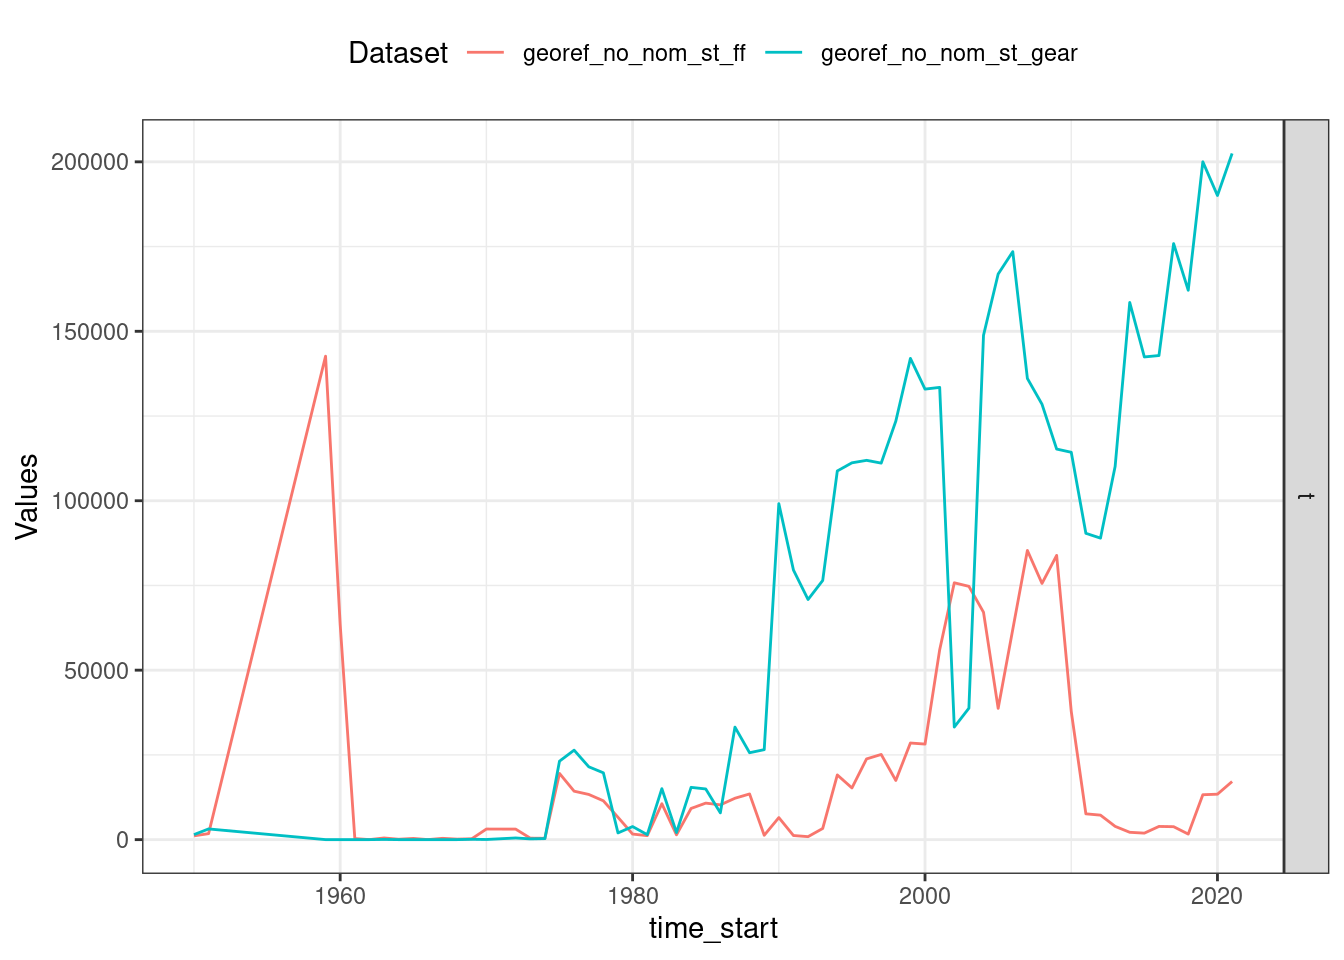 Dataset georef_no_nom_st_ff georef_no_nom_st_gear
200000
150000
100000
50000
0
Values
t
1960 1980 2000 2020
time_start